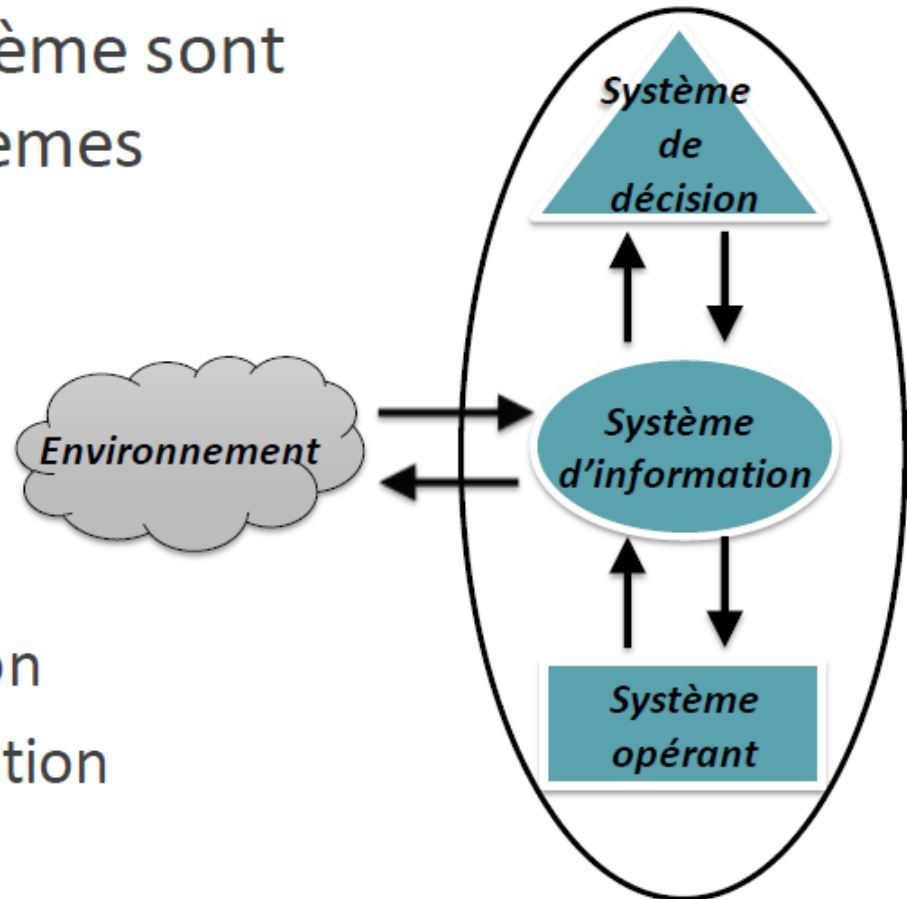 ème sont
emes
on
tion
Système
de
décision
Environnement
Système
d'information
Système
opérant